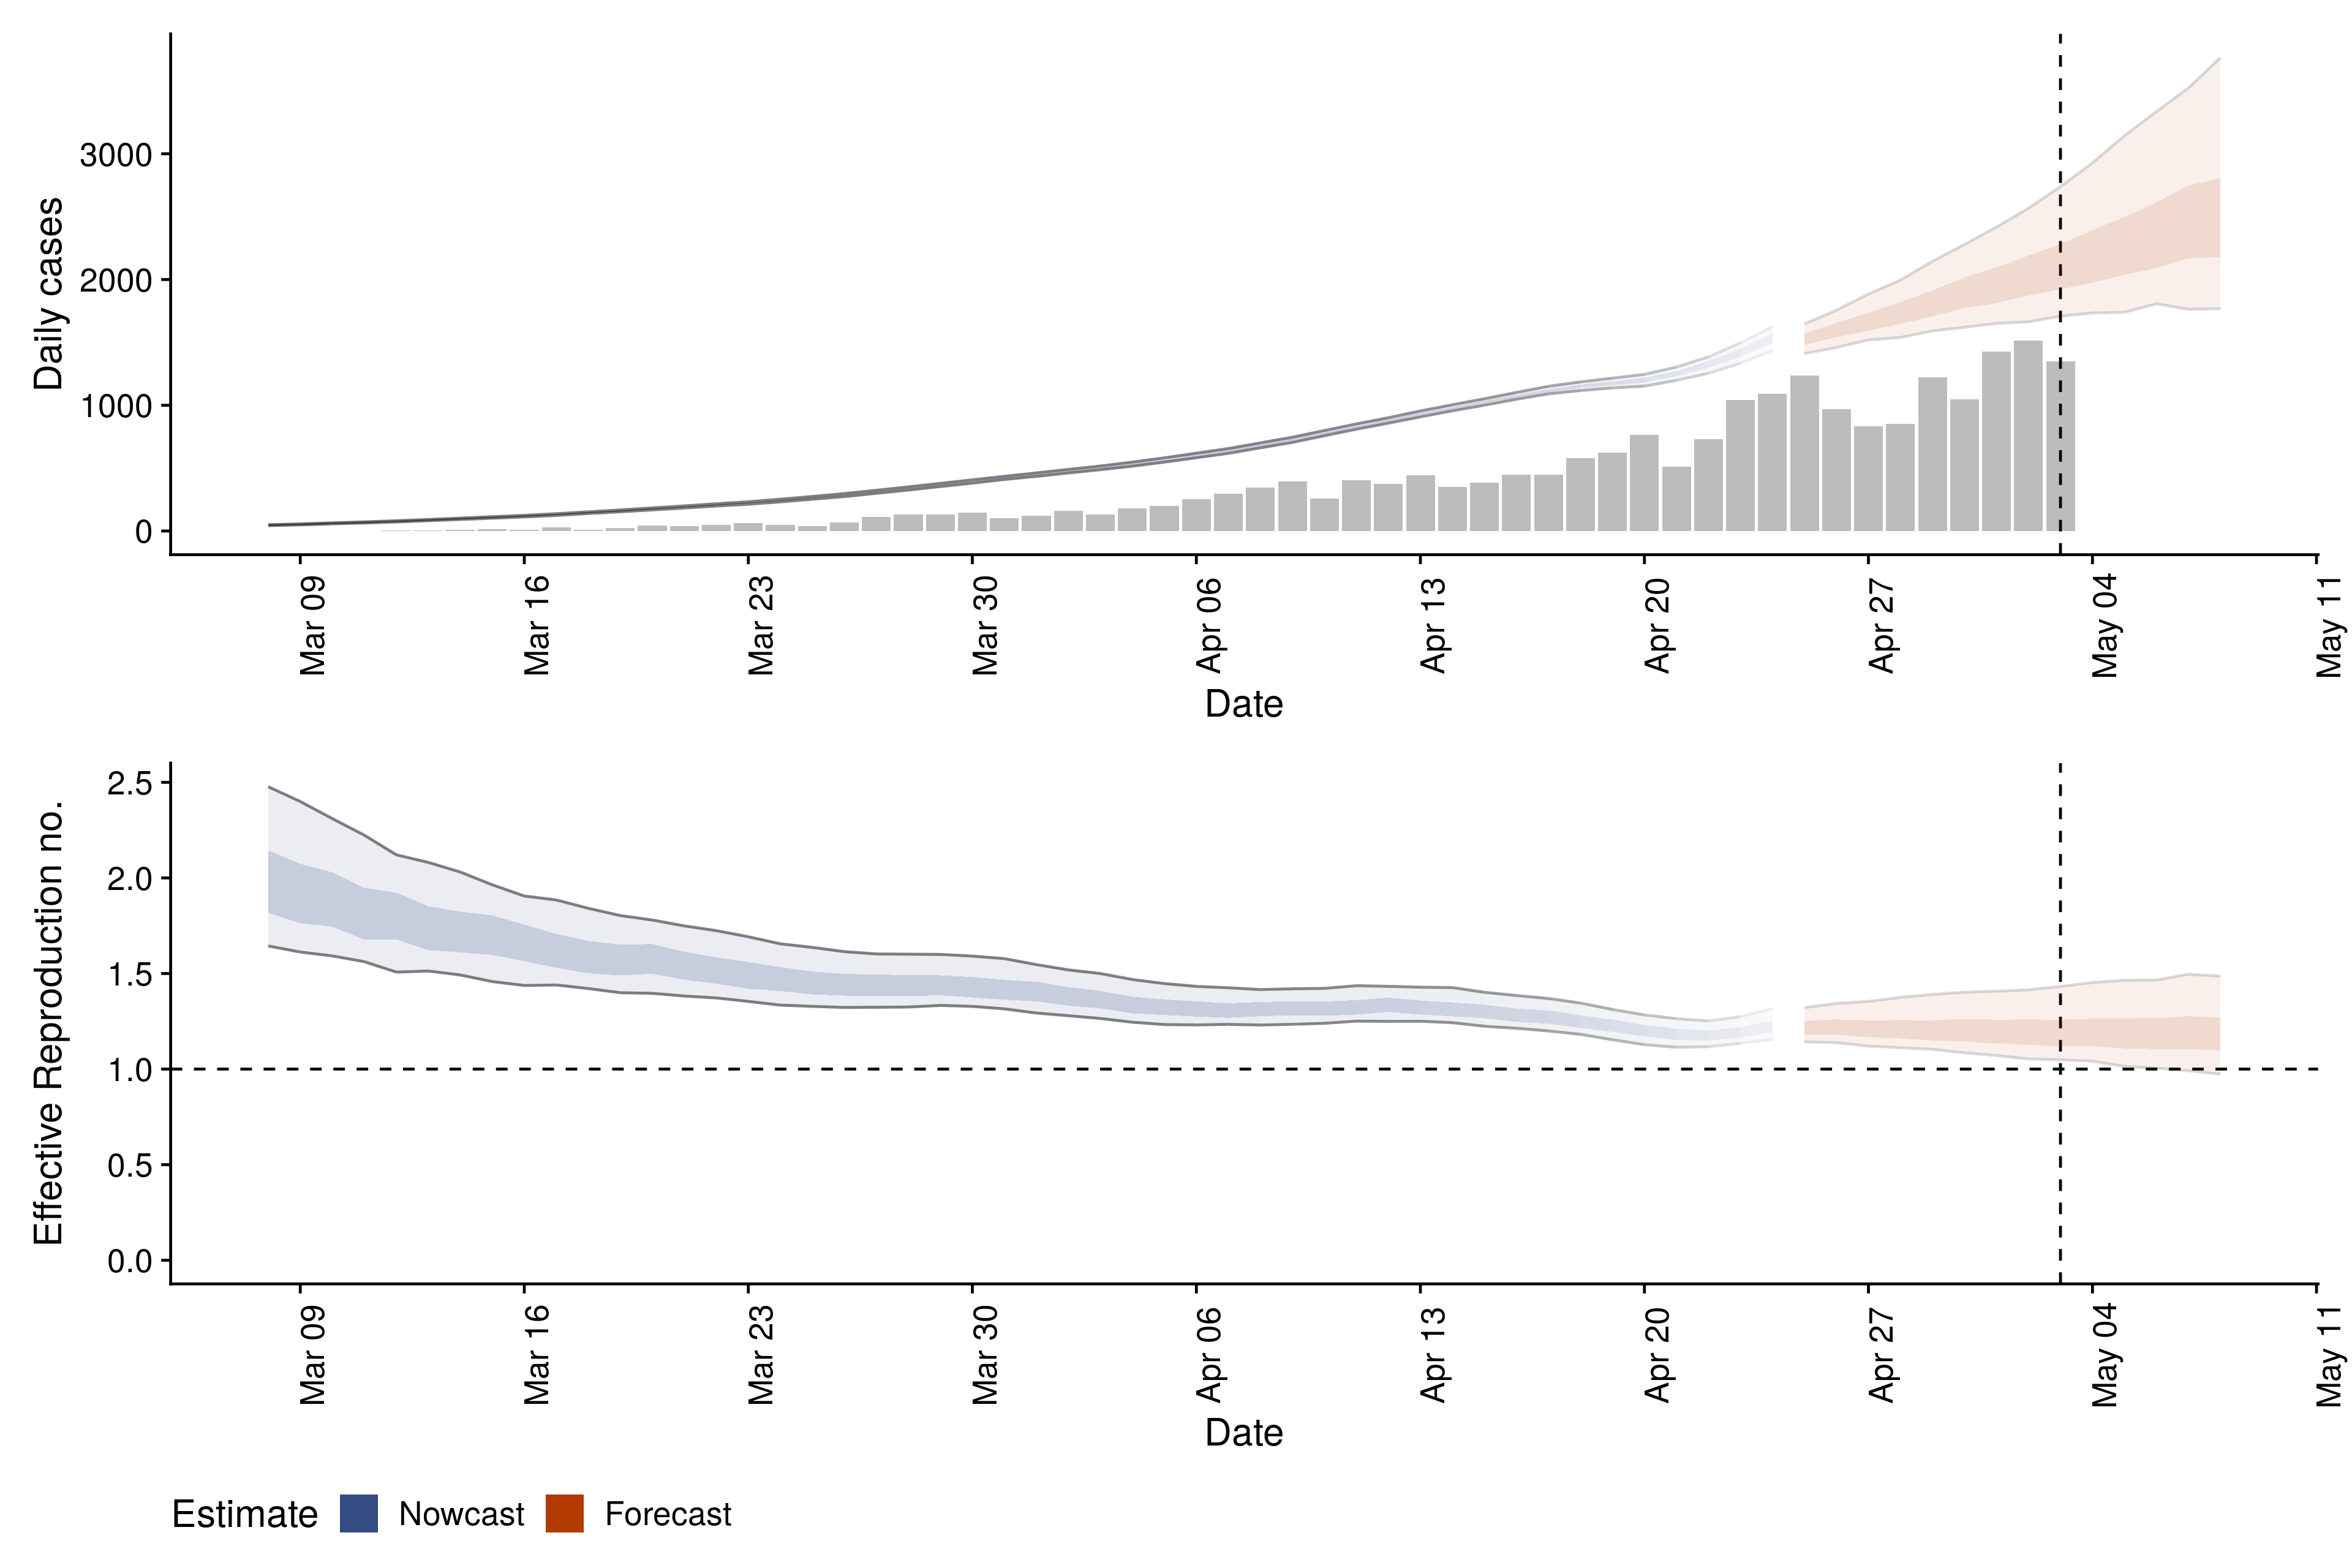 Daily cases
3000
2000
1000
0
Mar 09
Mar 16
Mar 23
Mar 30
Apr 06
Apr 13
Apr 20
Apr 27
May 04
May 11
Date
Effective Reproduction no.
2.5
2.0
1.5
1.0
0.5
0.0
Mar 09
Mar 16
Mar 23
Mar 30
Apr 06
Apr 13
Apr 20
Apr 27
May 04
May 11
Date
Estimate Nowcast Forecast